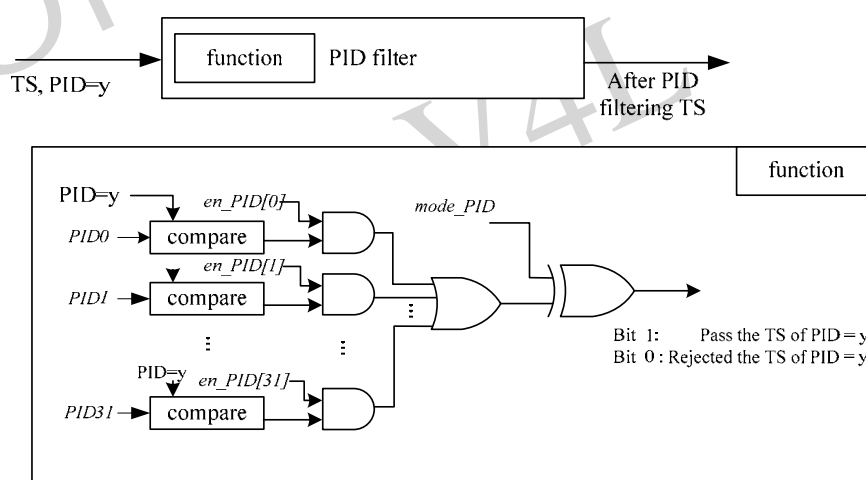 function
PID filter
TS, PID=y
After PID
filtering TS
function
PID=y
en_PID[0]
mode_PID
PID0
compare
en_PID[1]
PID1
compare
...
...
...
Bit 1: Pass the TS of PID = y
Bit 0 : Rejected the TS of PID = y
PID=y
en_PID[31]
PID31
compare